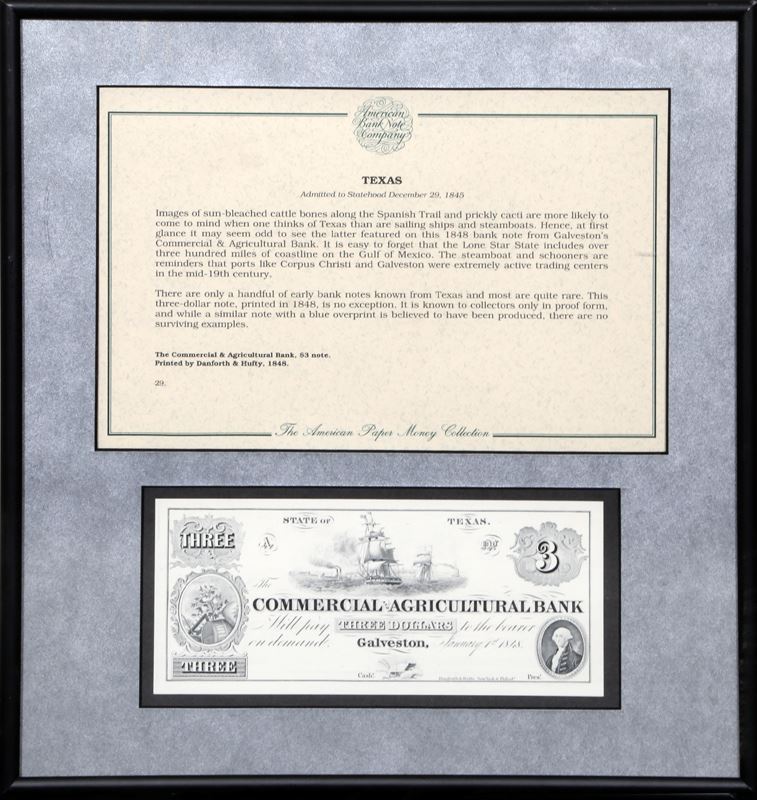 American
Bank Note
Company
TEXAS
Admitted to Statehood December 29, 1845
Images of sun-bleached cattle bones along the Spanish Trail and prickly cacti are more likely to
come to mind when one thinks of Texas than are sailing ships and steamboats. Hence, at first
glance it may seem odd to see the latter featured on this 1848 bank note from Galveston's
Commercial & Agricultural Bank. It is easy to forget that the Lone Star State includes over
three hundred miles of coastline on the Gulf of Mexico. The steamboat and schooners are
reminders that ports like Corpus Christi and Galveston were extremely active trading centers
in the mid-19th century.
There are only a handful of early bank notes known from Texas and most are quite rare. This
three-dollar note, printed in 1848, is no exception. It is known to collectors only in proof form,
and while a similar note with a blue overprint is believed to have been produced, there are no
surviving examples.
The Commercial & Agricultural Bank, $3 note.
Printed by Danforth & Hufty, 1848.
29.
The American Paper Money Collection
STATE OF TEXAS.
THREE A 3
The
COMMERCIAL AND AGRICULTURAL BANK
Will pay THREE DOLLARS to the bearer
on demand. Galveston, January 1st 1848.
THREE
Cash! Pres!